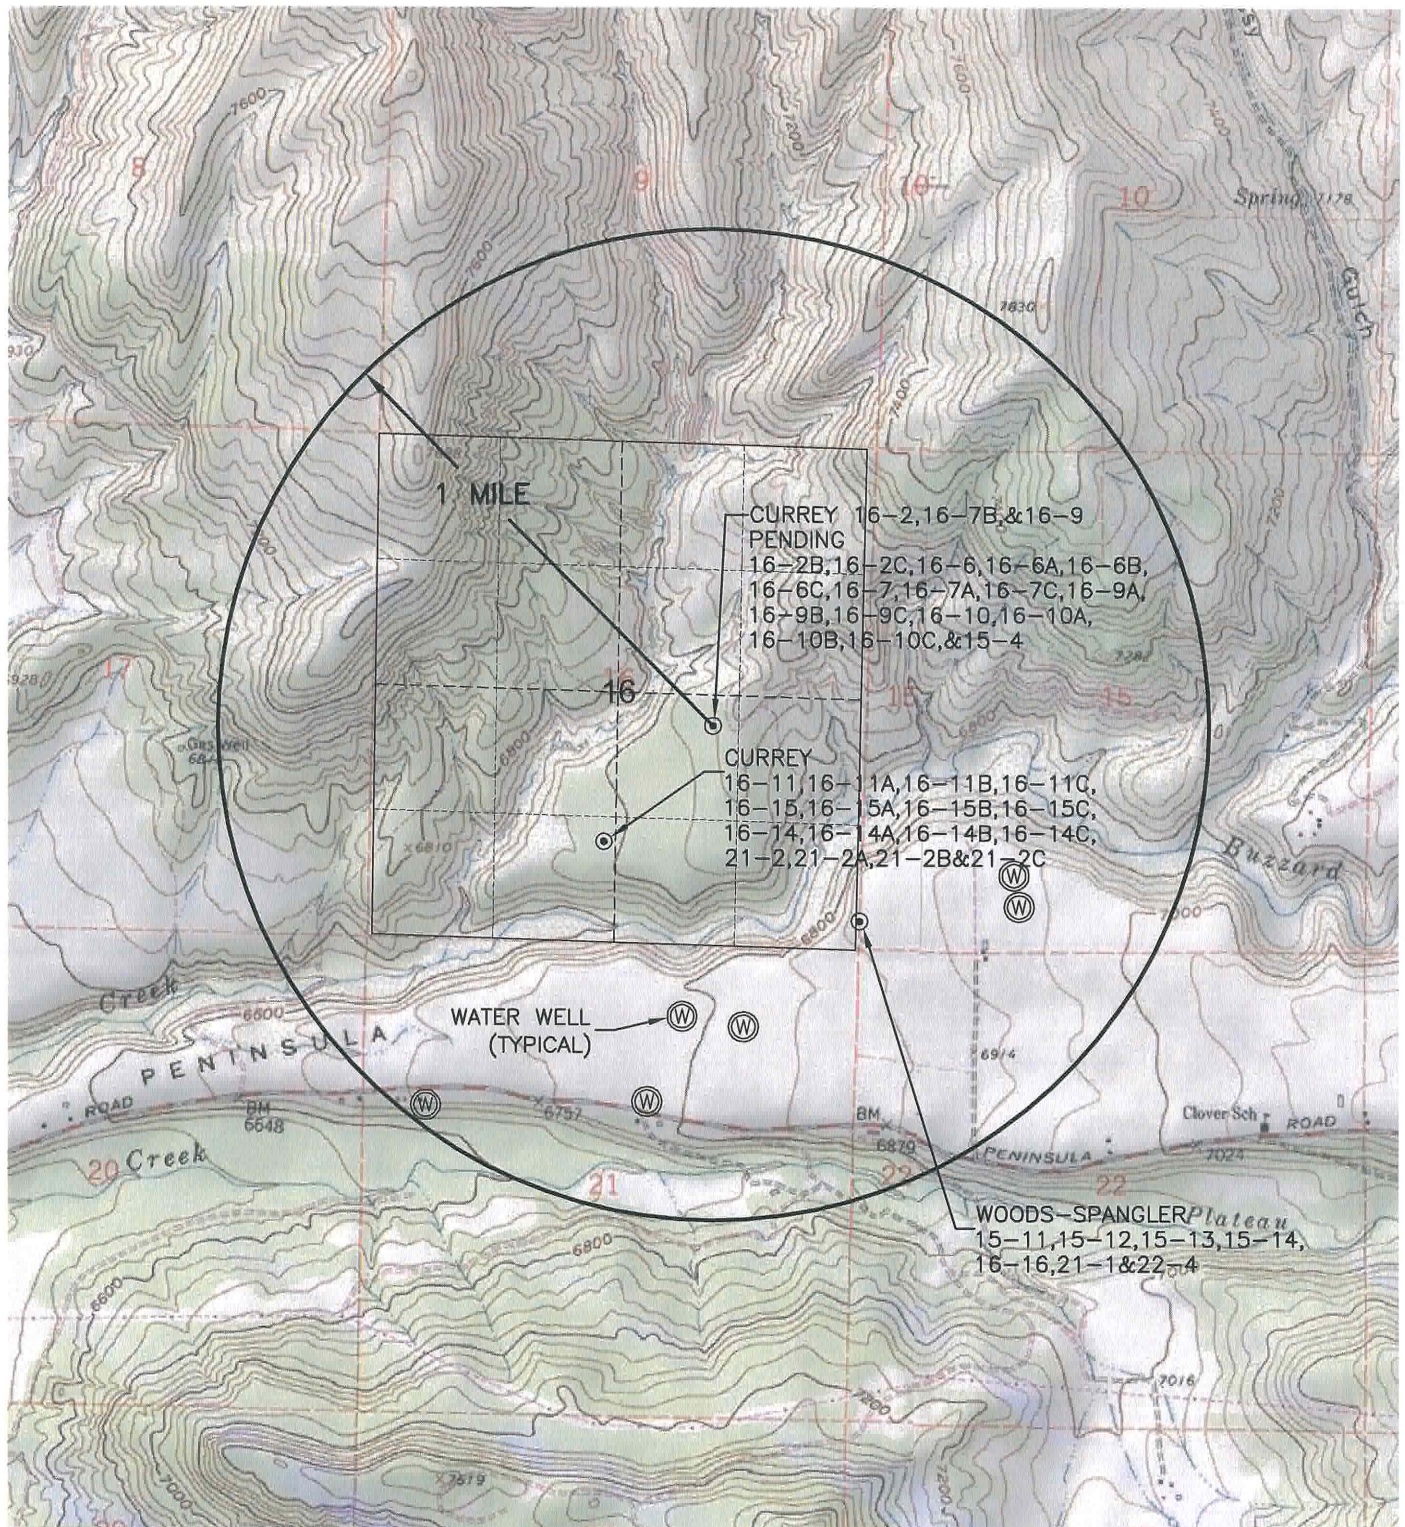 7600
7600
7200
7400
8
9
10
10
Spring 7178
Gulch
7600
7830
7400
7200
1 MILE
CURREY 16-2,16-7B,&16-9
PENDING
16-2B,16-2C,16-6,16-6A,16-6B,
16-6C,16-7,16-7A,16-7C,16-9A,
16-9B,16-9C,16-10,16-10A,
16-10B,16-10C,&15-4
17
16
15
15
6800
6800
Gas Well
CURREY
16-11,16-11A,16-11B,16-11C,
16-15,16-15A,16-15B,16-15C,
16-14,16-14A,16-14B,16-14C,
21-2,21-2A,21-2B&21-2C
x6810
Buzzard
W
W
7000
6800
Creek
6600
PENINSULA
WATER WELL
(TYPICAL)
W
W
6914
ROAD
BM
6648
W
6757
W
BM
6879
Clover Sch
ROAD
PENINSULA
7024
20
Creek
21
22
22
WOODS-SPANGLER
Plateau
15-11,15-12,15-13,15-14,
16-16,21-1&22-4
6800
6600
7016
7200
7519
7000
7200